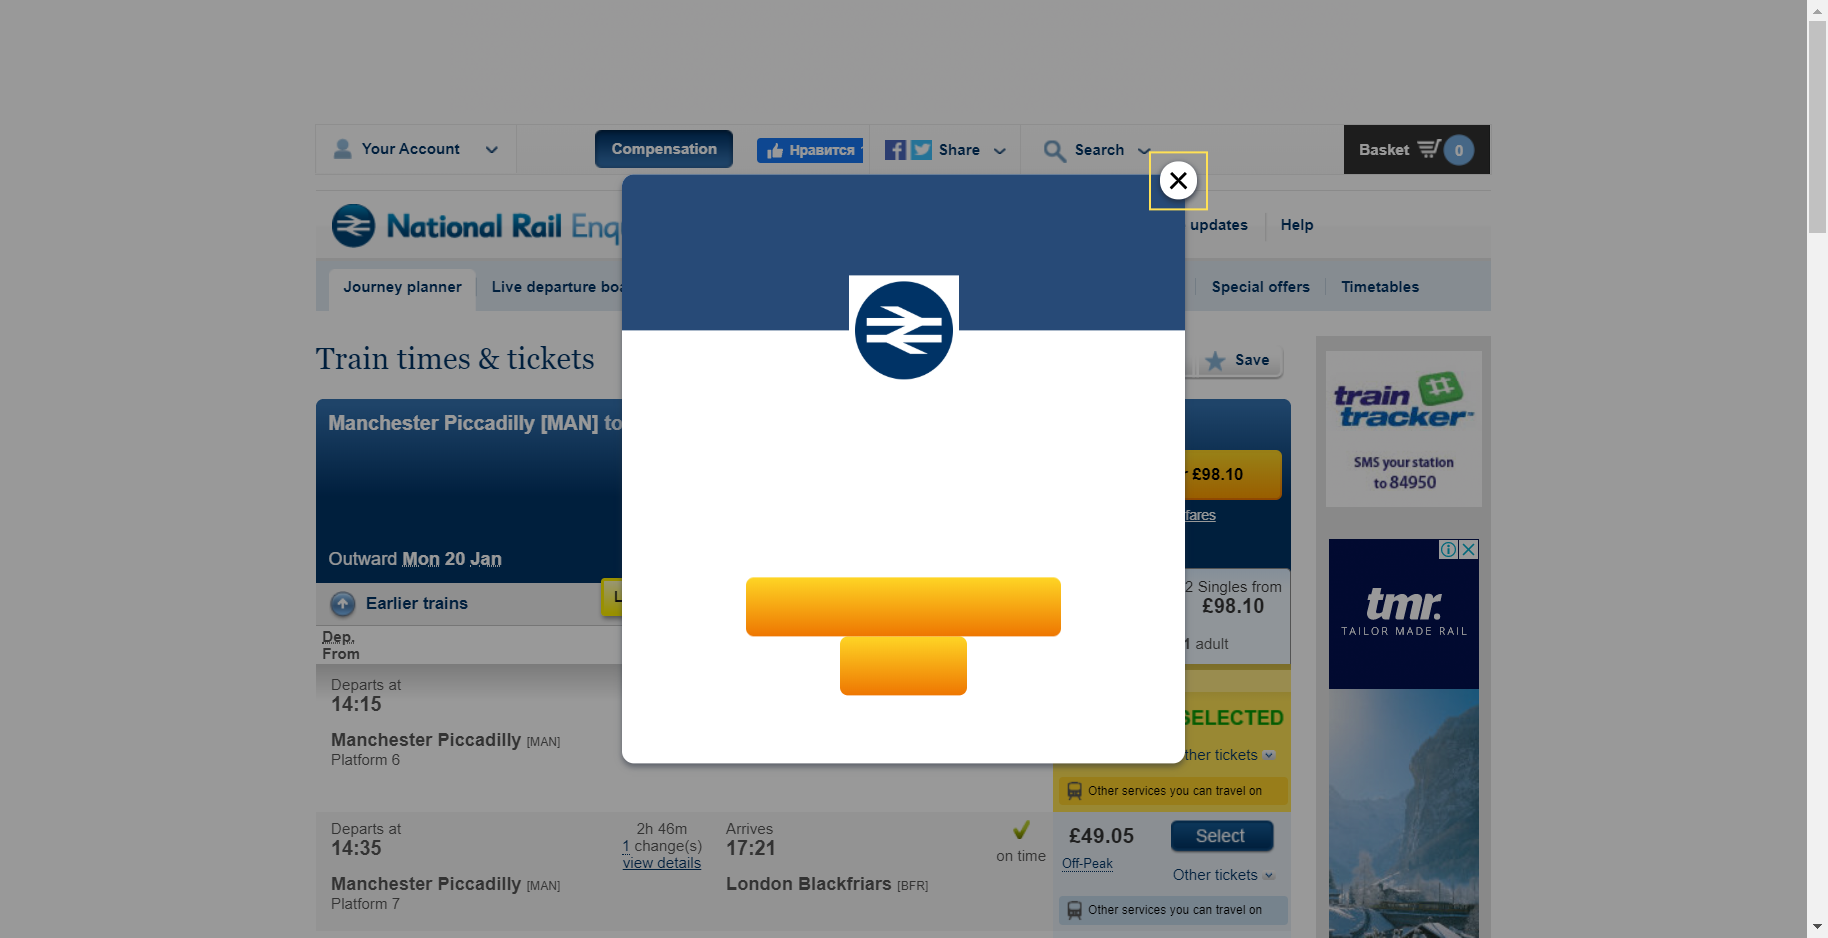 Your Account
Compensation
Нравится
Share
Search
Basket 0
National Rail
updates
Help
Journey planner
Live departure
Special offers
Timetables
Train times & tickets
Save
Manchester Piccadilly [MAN] to
£98.10
fares
Outward Mon 20 Jan
Earlier trains
2 Singles from
£98.10
1 adult
Dep.
From
Departs at
14:15
Manchester Piccadilly [MAN]
Platform 6
SELECTED
ther tickets
Other services you can travel on
Departs at
14:35
Manchester Piccadilly [MAN]
Platform 7
2h 46m
1 change(s)
view details
Arrives
17:21
London Blackfriars [BFR]
on time
£49.05
Off-Peak
Select
Other tickets
Other services you can travel on
train
tracker™
SMS your station
to 84950
tmr.
TAILOR MADE RAIL